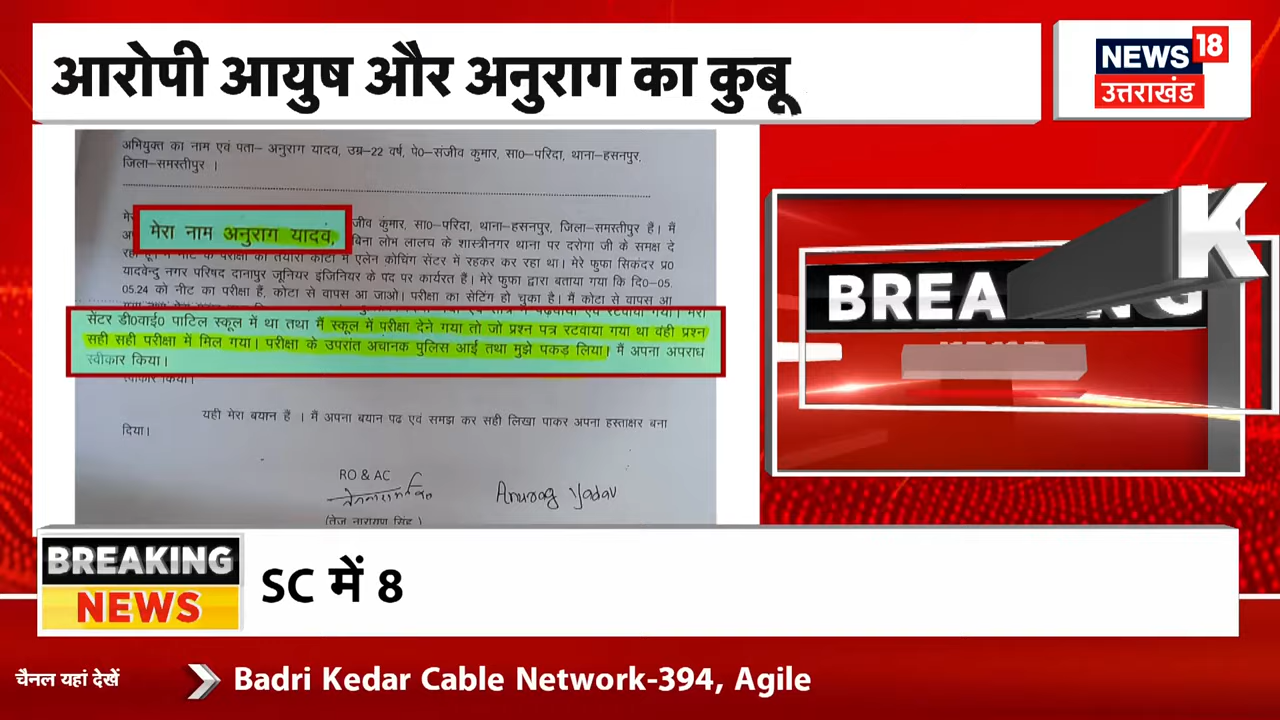 आरोपी आयुष और अनुराग का कुबू
NEWS 18
उत्तराखंड
अभियुक्त का नाम एवं पता– अनुराग यादव, उम्र–22 वर्ष, पे0–संजीव कुमार, सा0–परिदा, थाना–हसनपुर,
जिला–समस्तीपुर ।
मेरा नाम अनुराग यादव,
जीव कुमार, सा0–परिदा, थाना–हसनपुर, जिला–समस्तीपुर हैं। मैं
बिना लोभ लालच के शास्त्रीनगर थाना पर दरोगा जी के समक्ष दे
रहा हूँ। मैं नीट के परीक्षा की तैयारी कोटा में एलेन कोचिंग सेंटर में रहकर कर रहा था। मेरे फुफा सिकंदर प्र0
यादवेन्दु नगर परिषद दानापुर जूनियर इंजिनियर के पद पर कार्यरत हैं। मेरे फुफा द्वारा बताया गया कि दि0–05.
05.24 को नीट का परीक्षा हैं, कोटा से वापस आ जाओ। परीक्षा का सेटिंग हो चुका है। मैं कोटा से वापस आ
सेंटर डी0वाई0 पाटिल स्कूल में था तथा मैं स्कूल में परीक्षा देने गया तो जो प्रश्न पत्र रटवाया गया था वंही प्रश्न
सही सही परीक्षा में मिल गया। परीक्षा के उपरांत अचानक पुलिस आई तथा मुझे पकड़ लिया। मैं अपना अपराध
स्वीकार किया।
स्वीकार किया।
यही मेरा बयान हैं । मैं अपना बयान पढ एवं समझ कर सही लिखा पाकर अपना हस्ताक्षर बना
दिया।
RO & AC
Anurag Yadav
(तेज नारायण सिंह)
BREAKING
BREAKING
NEWS
SC में 8
चैनल यहां देखें
Badri Kedar Cable Network-394, Agile